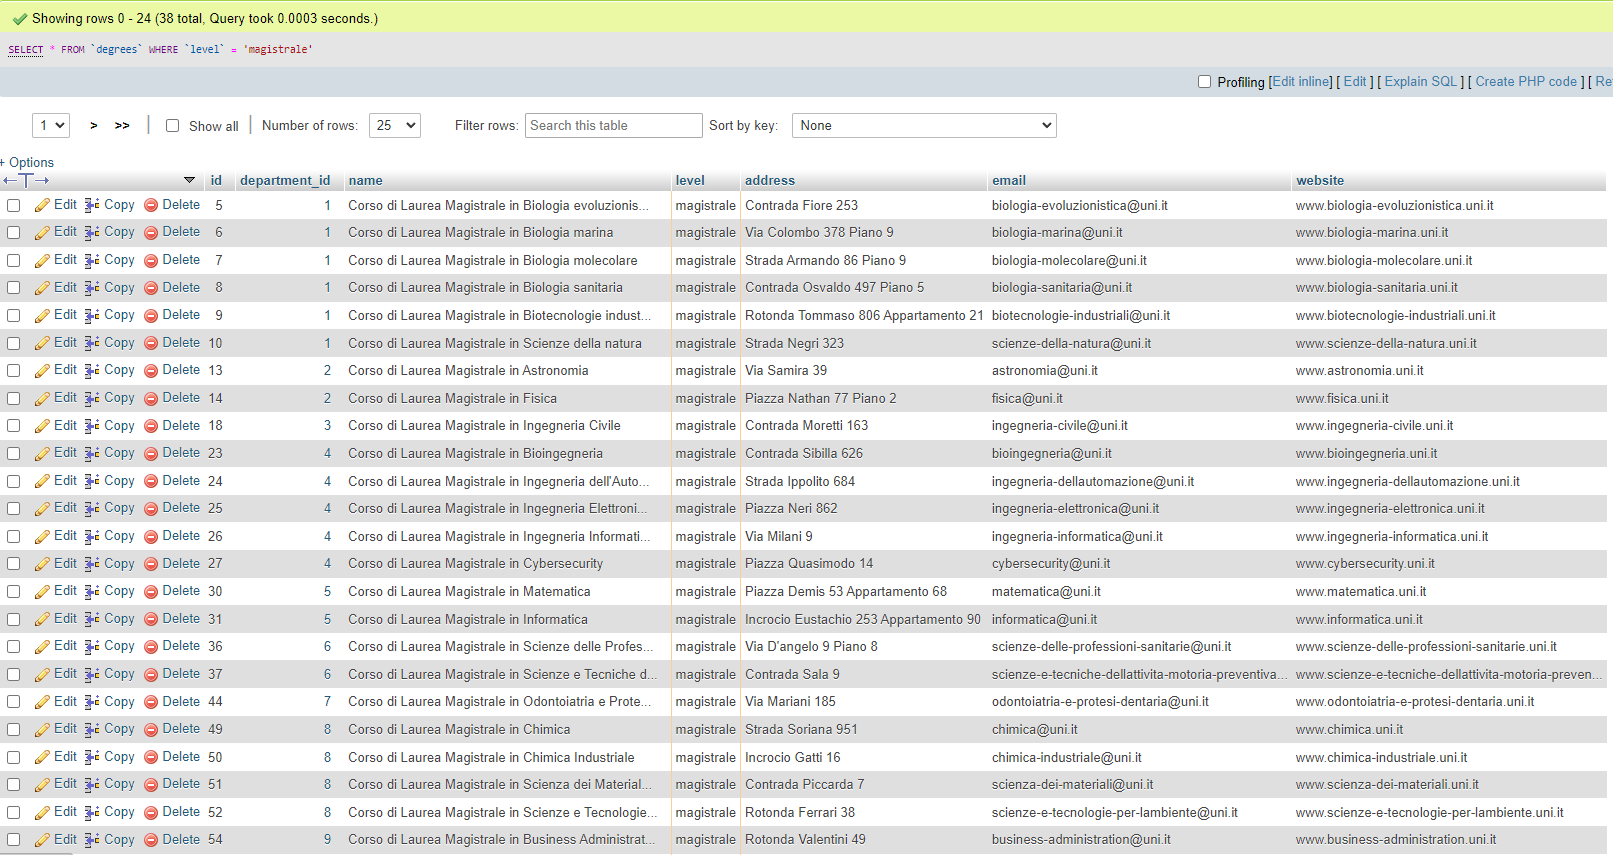 Showing rows 0 - 24 (38 total, Query took 0.0003 seconds.)
SELECT * FROM `degrees` WHERE `level` = 'magistrale'
Profiling [Edit inline] [ Edit ] [ Explain SQL ] [ Create PHP code ] [ Re
1 > >> | Show all | Number of rows: 25 Filter rows: Search this table Sort by key: None
+ Options
←T→ id department_id name level address email website
Edit Copy Delete 5 1 Corso di Laurea Magistrale in Biologia evoluzionis... magistrale Contrada Fiore 253 biologia-evoluzionistica@uni.it www.biologia-evoluzionistica.uni.it
Edit Copy Delete 6 1 Corso di Laurea Magistrale in Biologia marina magistrale Via Colombo 378 Piano 9 biologia-marina@uni.it www.biologia-marina.uni.it
Edit Copy Delete 7 1 Corso di Laurea Magistrale in Biologia molecolare magistrale Strada Armando 86 Piano 9 biologia-molecolare@uni.it www.biologia-molecolare.uni.it
Edit Copy Delete 8 1 Corso di Laurea Magistrale in Biologia sanitaria magistrale Contrada Osvaldo 497 Piano 5 biologia-sanitaria@uni.it www.biologia-sanitaria.uni.it
Edit Copy Delete 9 1 Corso di Laurea Magistrale in Biotecnologie indust... magistrale Rotonda Tommaso 806 Appartamento 21 biotecnologie-industriali@uni.it www.biotecnologie-industriali.uni.it
Edit Copy Delete 10 1 Corso di Laurea Magistrale in Scienze della natura magistrale Strada Negri 323 scienze-della-natura@uni.it www.scienze-della-natura.uni.it
Edit Copy Delete 13 2 Corso di Laurea Magistrale in Astronomia magistrale Via Samira 39 astronomia@uni.it www.astronomia.uni.it
Edit Copy Delete 14 2 Corso di Laurea Magistrale in Fisica magistrale Piazza Nathan 77 Piano 2 fisica@uni.it www.fisica.uni.it
Edit Copy Delete 18 3 Corso di Laurea Magistrale in Ingegneria Civile magistrale Contrada Moretti 163 ingegneria-civile@uni.it www.ingegneria-civile.uni.it
Edit Copy Delete 23 4 Corso di Laurea Magistrale in Bioingegneria magistrale Contrada Sibilla 626 bioingegneria@uni.it www.bioingegneria.uni.it
Edit Copy Delete 24 4 Corso di Laurea Magistrale in Ingegneria dell'Auto... magistrale Strada Ippolito 684 ingegneria-dellautomazione@uni.it www.ingegneria-dellautomazione.uni.it
Edit Copy Delete 25 4 Corso di Laurea Magistrale in Ingegneria Elettroni... magistrale Piazza Neri 862 ingegneria-elettronica@uni.it www.ingegneria-elettronica.uni.it
Edit Copy Delete 26 4 Corso di Laurea Magistrale in Ingegneria Informati... magistrale Via Milani 9 ingegneria-informatica@uni.it www.ingegneria-informatica.uni.it
Edit Copy Delete 27 4 Corso di Laurea Magistrale in Cybersecurity magistrale Piazza Quasimodo 14 cybersecurity@uni.it www.cybersecurity.uni.it
Edit Copy Delete 30 5 Corso di Laurea Magistrale in Matematica magistrale Piazza Demis 53 Appartamento 68 matematica@uni.it www.matematica.uni.it
Edit Copy Delete 31 5 Corso di Laurea Magistrale in Informatica magistrale Incrocio Eustachio 253 Appartamento 90 informatica@uni.it www.informatica.uni.it
Edit Copy Delete 36 6 Corso di Laurea Magistrale in Scienze delle Profes... magistrale Via D'angelo 9 Piano 8 scienze-delle-professioni-sanitarie@uni.it www.scienze-delle-professioni-sanitarie.uni.it
Edit Copy Delete 37 6 Corso di Laurea Magistrale in Scienze e Tecniche d... magistrale Contrada Sala 9 scienze-e-tecniche-dellattivita-motoria-preventiva... www.scienze-e-tecniche-dellattivita-motoria-preven...
Edit Copy Delete 44 7 Corso di Laurea Magistrale in Odontoiatria e Prote... magistrale Via Mariani 185 odontoiatria-e-protesi-dentaria@uni.it www.odontoiatria-e-protesi-dentaria.uni.it
Edit Copy Delete 49 8 Corso di Laurea Magistrale in Chimica magistrale Strada Soriana 951 chimica@uni.it www.chimica.uni.it
Edit Copy Delete 50 8 Corso di Laurea Magistrale in Chimica Industriale magistrale Incrocio Gatti 16 chimica-industriale@uni.it www.chimica-industriale.uni.it
Edit Copy Delete 51 8 Corso di Laurea Magistrale in Scienza dei Material... magistrale Contrada Piccarda 7 scienza-dei-materiali@uni.it www.scienza-dei-materiali.uni.it
Edit Copy Delete 52 8 Corso di Laurea Magistrale in Scienze e Tecnologie... magistrale Rotonda Ferrari 38 scienze-e-tecnologie-per-lambiente@uni.it www.scienze-e-tecnologie-per-lambiente.uni.it
Edit Copy Delete 54 9 Corso di Laurea Magistrale in Business Administrat... magistrale Rotonda Valentini 49 business-administration@uni.it www.business-administration.uni.it